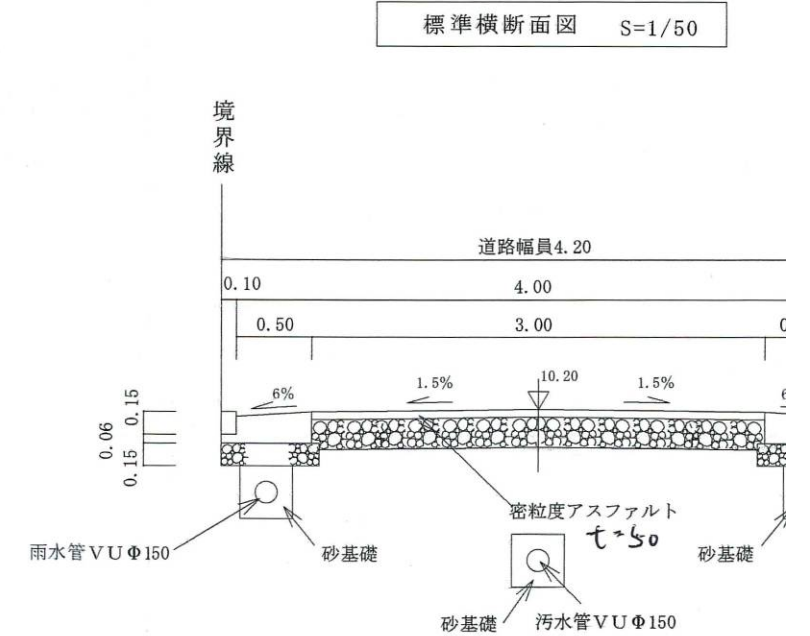 標準横断面図 S=1/50
境界線
道路幅員4.20
0.10 4.00
0.50 3.00 0
6% 1.5% 10.20 1.5% 6
0.15
0.06
0.15
密粒度アスファルト
t=50
雨水管VUΦ150 砂基礎 砂基礎
砂基礎 汚水管VUΦ150